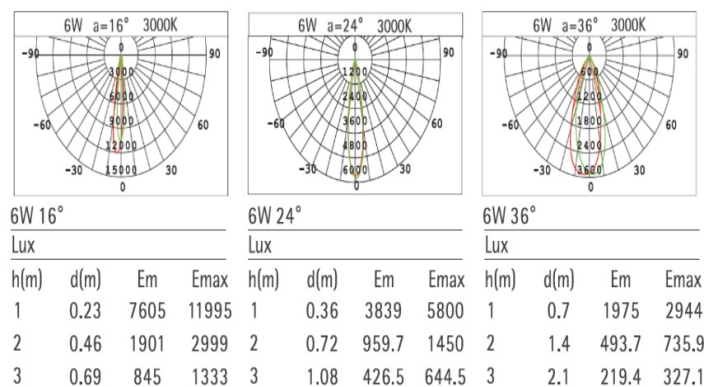 6W a=16° 3000K
0
-90 90
3000
6000
9000
-60 60
12000
-30 15000 30
0
6W 16°
Lux
h(m) d(m) Em Emax
1 0.23 7605 11995
2 0.46 1901 2999
3 0.69 845 1333
6W a=24° 3000K
0
-90 90
1200
2400
3600
-60 60
4800
-30 6000 30
0
6W 24°
Lux
h(m) d(m) Em Emax
1 0.36 3839 5800
2 0.72 959.7 1450
3 1.08 426.5 644.5
6W a=36° 3000K
0
-90 90
600
1200
1800
-60 60
2400
-30 3600 30
0
6W 36°
Lux
h(m) d(m) Em Emax
1 0.7 1975 2944
2 1.4 493.7 735.9
3 2.1 219.4 327.1